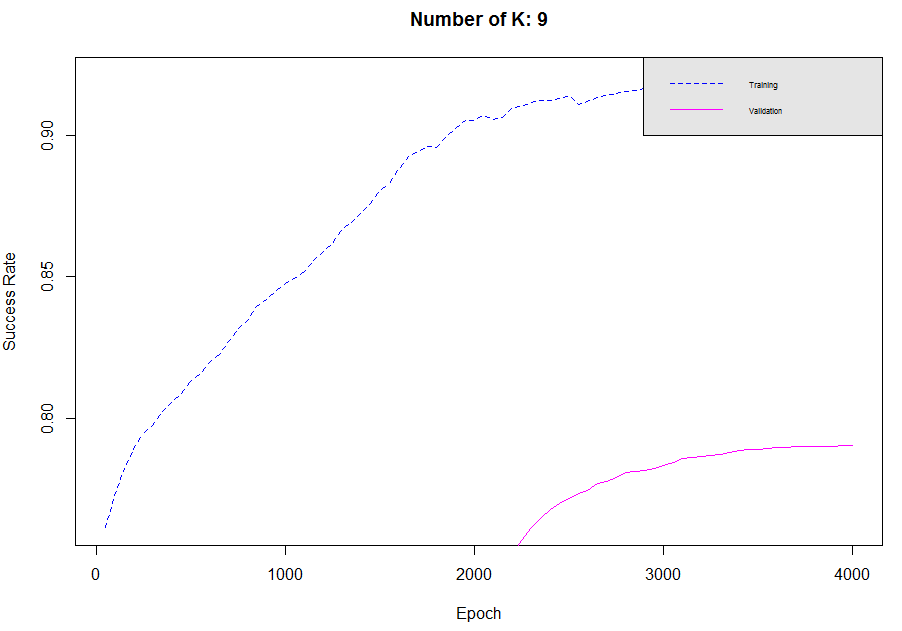 Number of K: 9
Training
Validation
0.90
0.85
0.80
Success Rate
0
1000
2000
3000
4000
Epoch